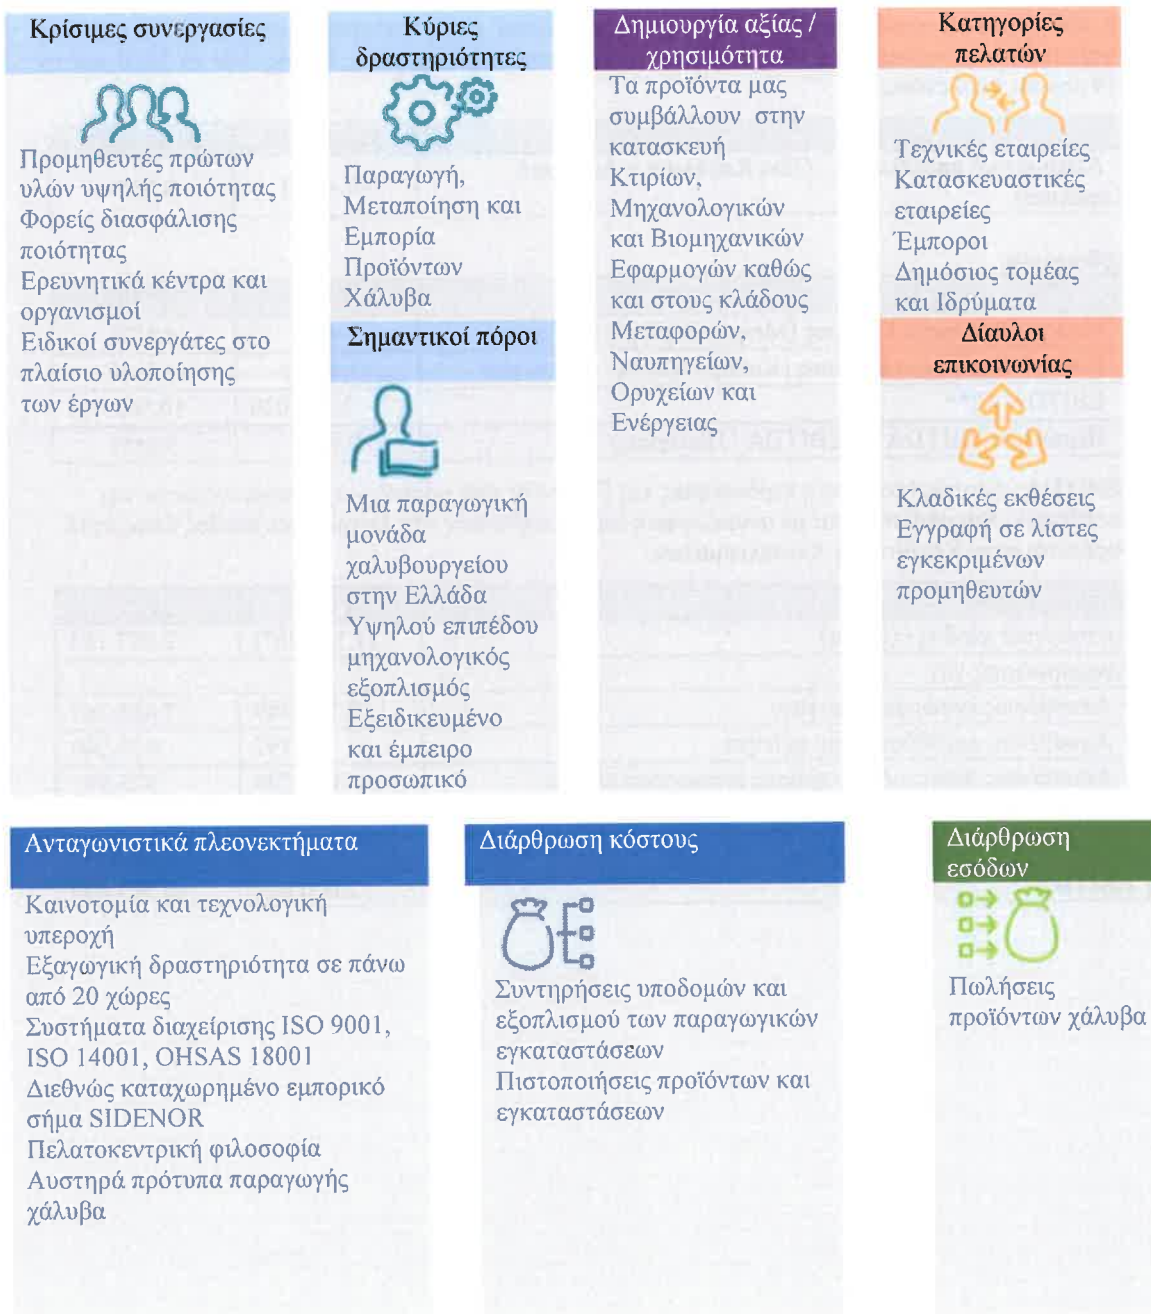 Κρίσιμες συνεργασίες
Προμηθευτές πρώτων
υλών υψηλής ποιότητας
Φορείς διασφάλισης
ποιότητας
Ερευνητικά κέντρα και
οργανισμοί
Ειδικοί συνεργάτες στο
πλαίσιο υλοποίησης
των έργων
Κύριες
δραστηριότητες
Παραγωγή,
Μεταποίηση και
Εμπορία
Προϊόντων
Χάλυβα
Σημαντικοί πόροι
Μια παραγωγική
μονάδα
χαλυβουργείου
στην Ελλάδα
Υψηλού επιπέδου
μηχανολογικός
εξοπλισμός
Εξειδικευμένο
και έμπειρο
προσωπικό
Δημιουργία αξίας /
χρησιμότητα
Τα προϊόντα μας
συμβάλλουν στην
κατασκευή
Κτιρίων,
Μηχανολογικών
και Βιομηχανικών
Εφαρμογών καθώς
και στους κλάδους
Μεταφορών,
Ναυπηγείων,
Ορυχείων και
Ενέργειας
Κατηγορίες
πελατών
Τεχνικές εταιρείες
Κατασκευαστικές
εταιρείες
Έμποροι
Δημόσιος τομέας
και Ιδρύματα
Δίαυλοι
επικοινωνίας
Κλαδικές εκθέσεις
Εγγραφή σε λίστες
εγκεκριμένων
προμηθευτών
Ανταγωνιστικά πλεονεκτήματα
Καινοτομία και τεχνολογική
υπεροχή
Εξαγωγική δραστηριότητα σε πάνω
από 20 χώρες
Συστήματα διαχείρισης ISO 9001,
ISO 14001, OHSAS 18001
Διεθνώς καταχωρημένο εμπορικό
σήμα SIDENOR
Πελατοκεντρική φιλοσοφία
Αυστηρά πρότυπα παραγωγής
χάλυβα
Διάρθρωση κόστους
Συντηρήσεις υποδομών και
εξοπλισμού των παραγωγικών
εγκαταστάσεων
Πιστοποιήσεις προϊόντων και
εγκαταστάσεων
Διάρθρωση
εσόδων
Πωλήσεις
προϊόντων χάλυβα